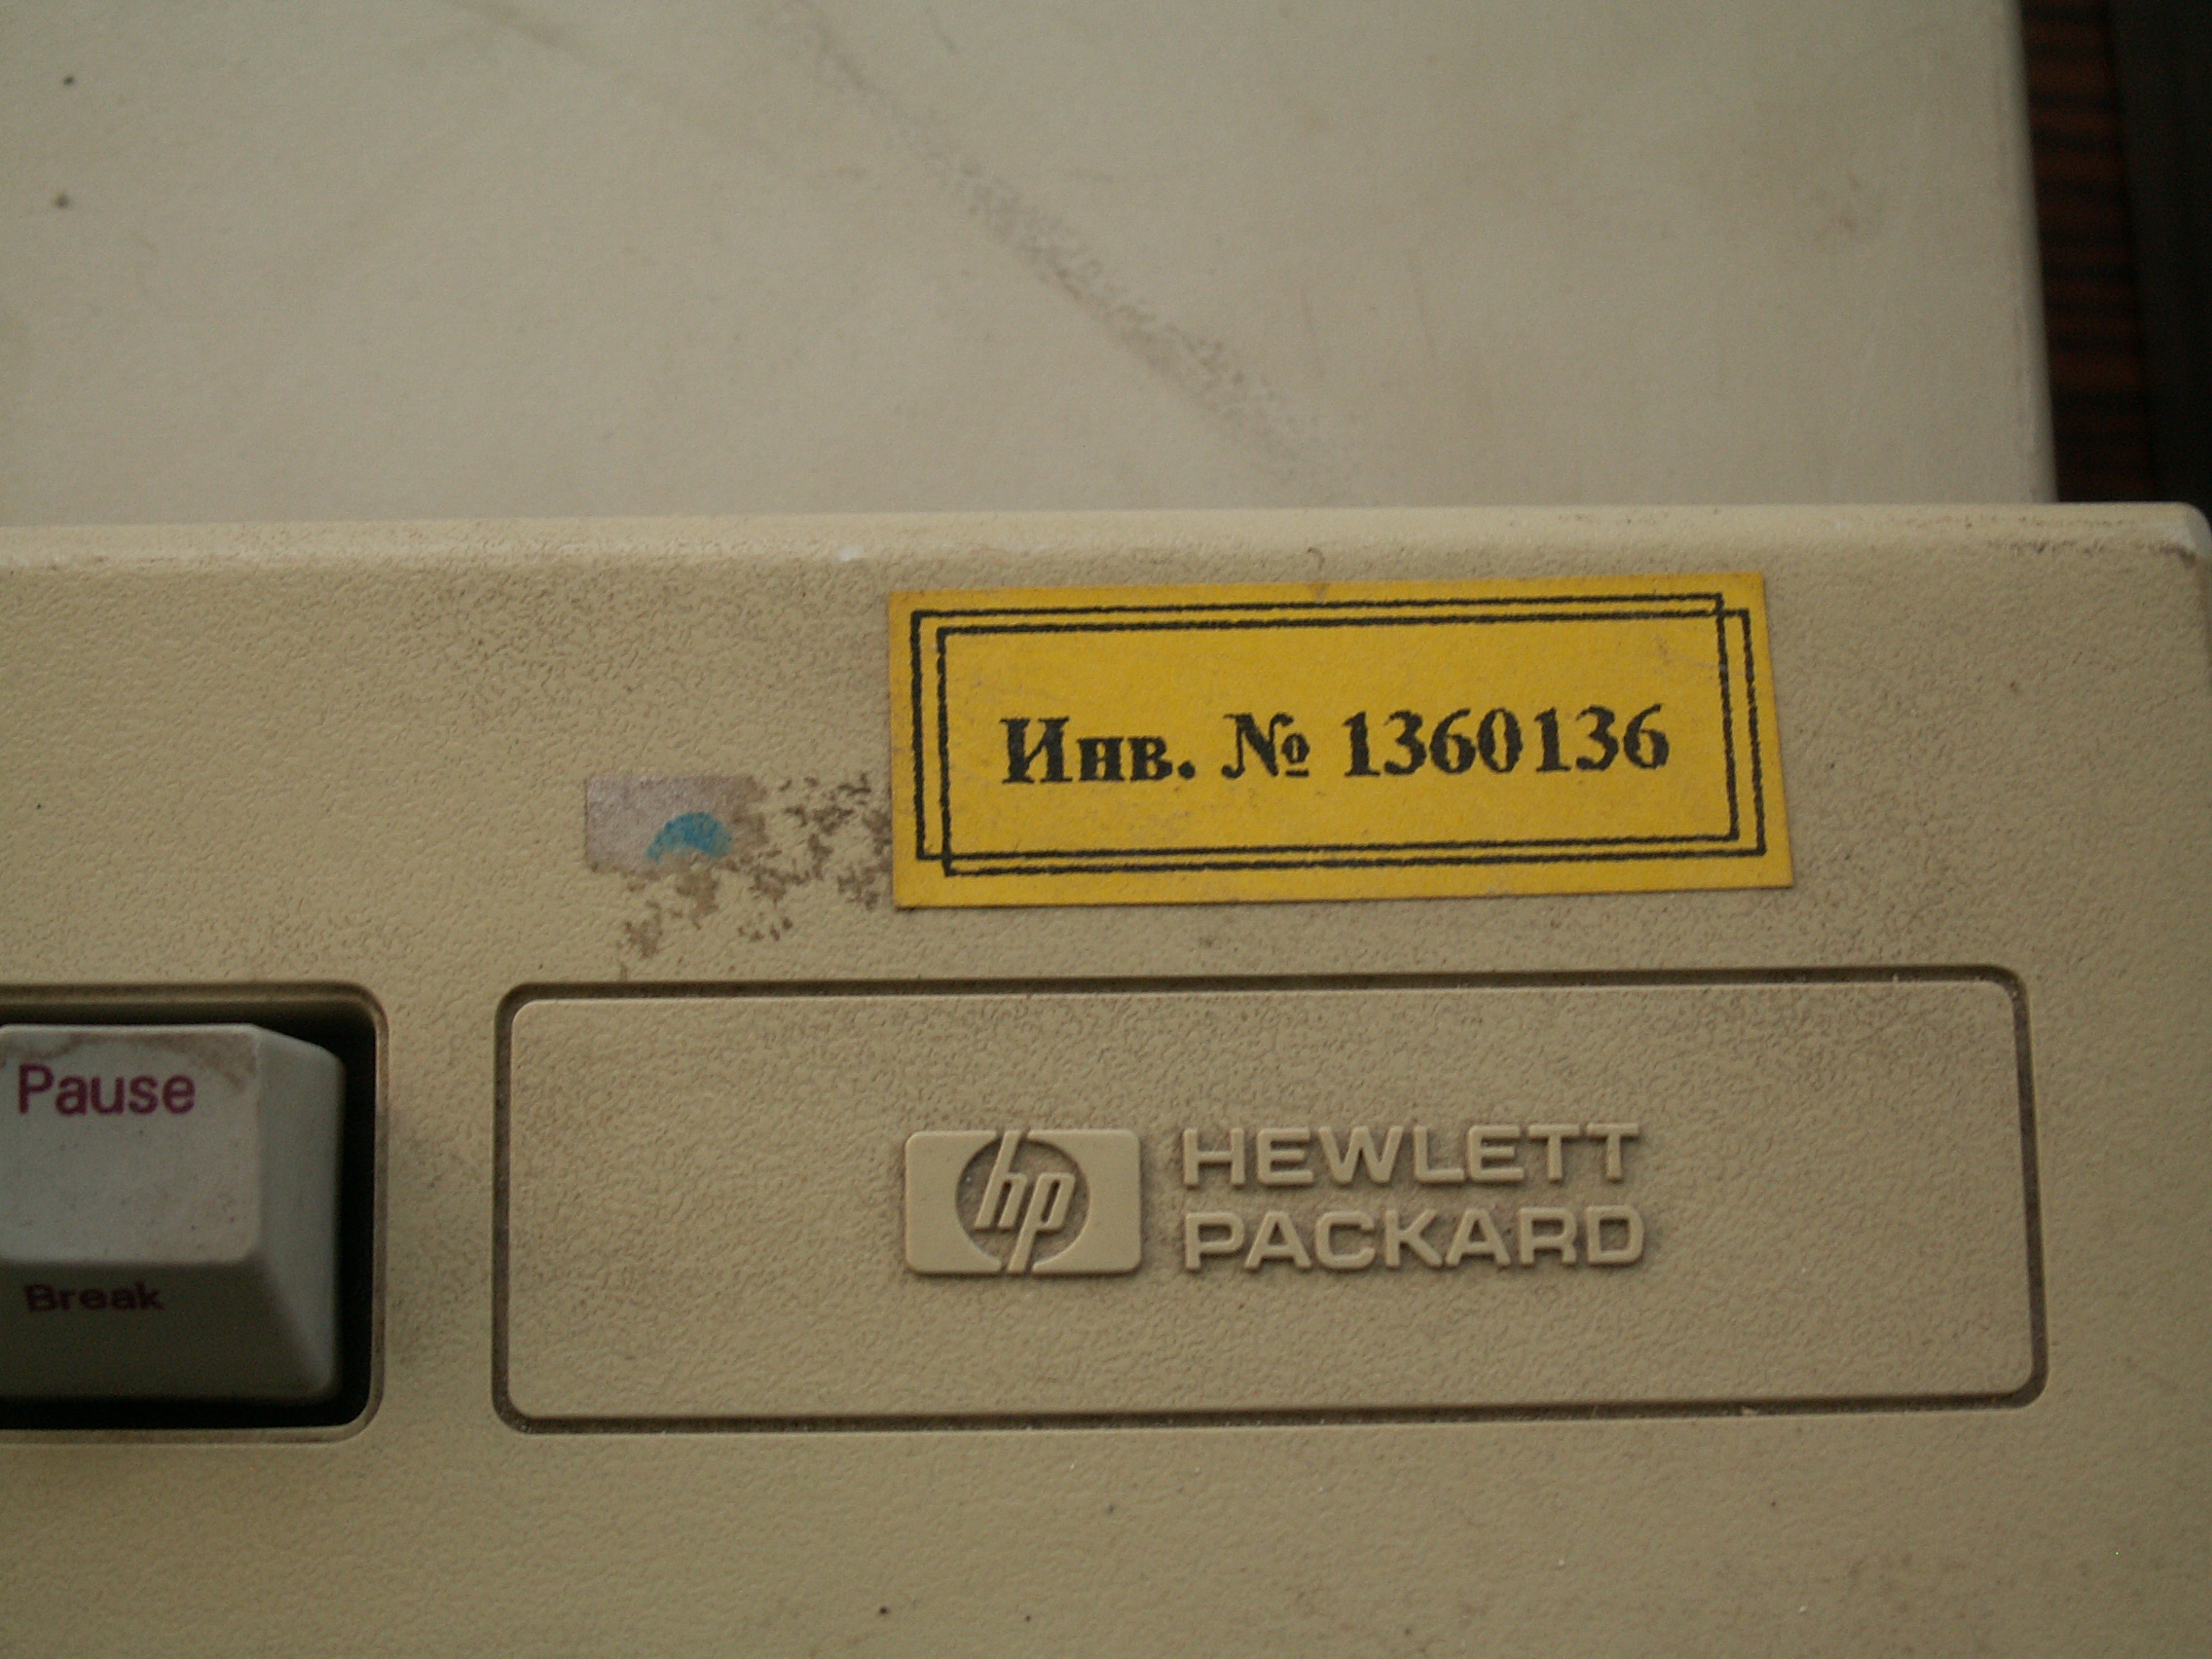 Инв. № 1360136
Pause
Break
hp
HEWLETT
PACKARD